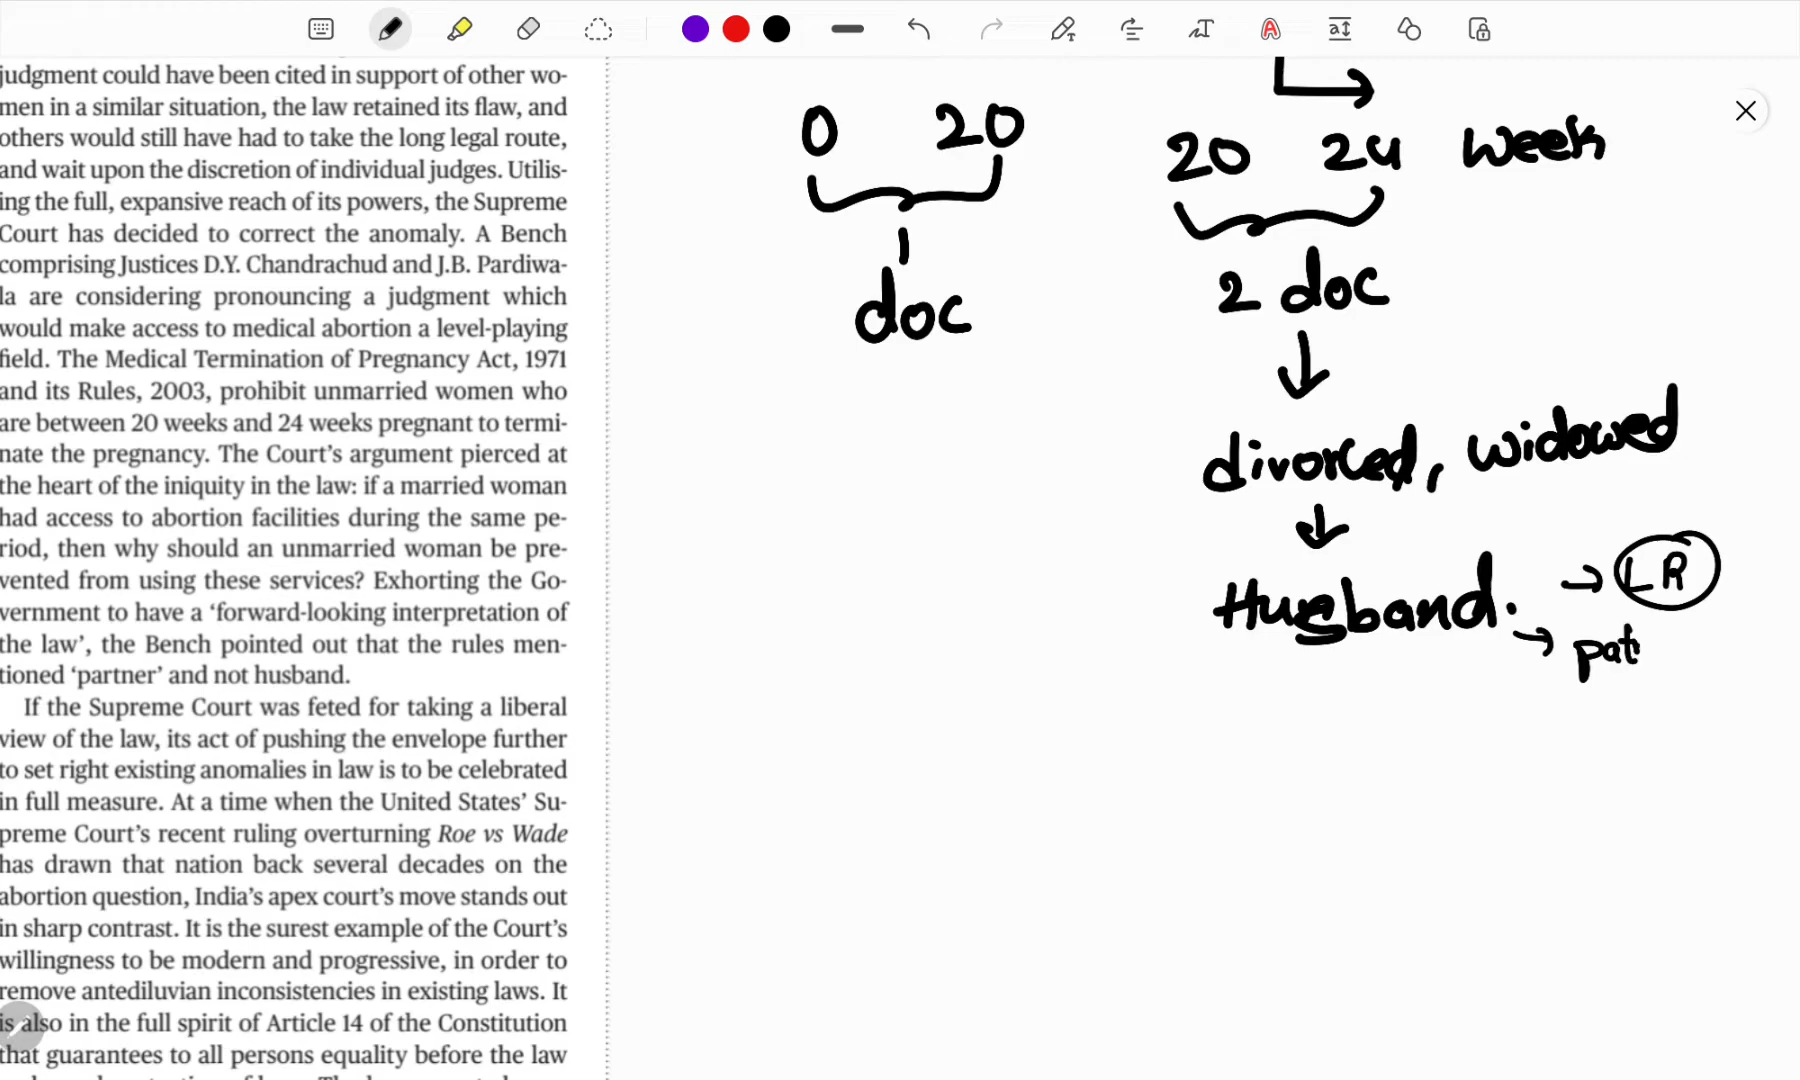 judgment could have been cited in support of other wo-
men in a similar situation, the law retained its flaw, and
others would still have had to take the long legal route,
and wait upon the discretion of individual judges. Utilis-
ing the full, expansive reach of its powers, the Supreme
Court has decided to correct the anomaly. A Bench
comprising Justices D.Y. Chandrachud and J.B. Pardiwa-
la are considering pronouncing a judgment which
would make access to medical abortion a level-playing
field. The Medical Termination of Pregnancy Act, 1971
and its Rules, 2003, prohibit unmarried women who
are between 20 weeks and 24 weeks pregnant to termi-
nate the pregnancy. The Court’s argument pierced at
the heart of the iniquity in the law: if a married woman
had access to abortion facilities during the same pe-
riod, then why should an unmarried woman be pre-
vented from using these services? Exhorting the Go-
vernment to have a ‘forward-looking interpretation of
the law’, the Bench pointed out that the rules men-
tioned ‘partner’ and not husband.
If the Supreme Court was feted for taking a liberal
view of the law, its act of pushing the envelope further
to set right existing anomalies in law is to be celebrated
in full measure. At a time when the United States’ Su-
preme Court’s recent ruling overturning Roe vs Wade
has drawn that nation back several decades on the
abortion question, India’s apex court’s move stands out
in sharp contrast. It is the surest example of the Court’s
willingness to be modern and progressive, in order to
remove antediluvian inconsistencies in existing laws. It
is also in the full spirit of Article 14 of the Constitution
that guarantees to all persons equality before the law
0 20
1
doc
20 24 week
2 doc
divorced, widowed
Husband. → LR
→ pat